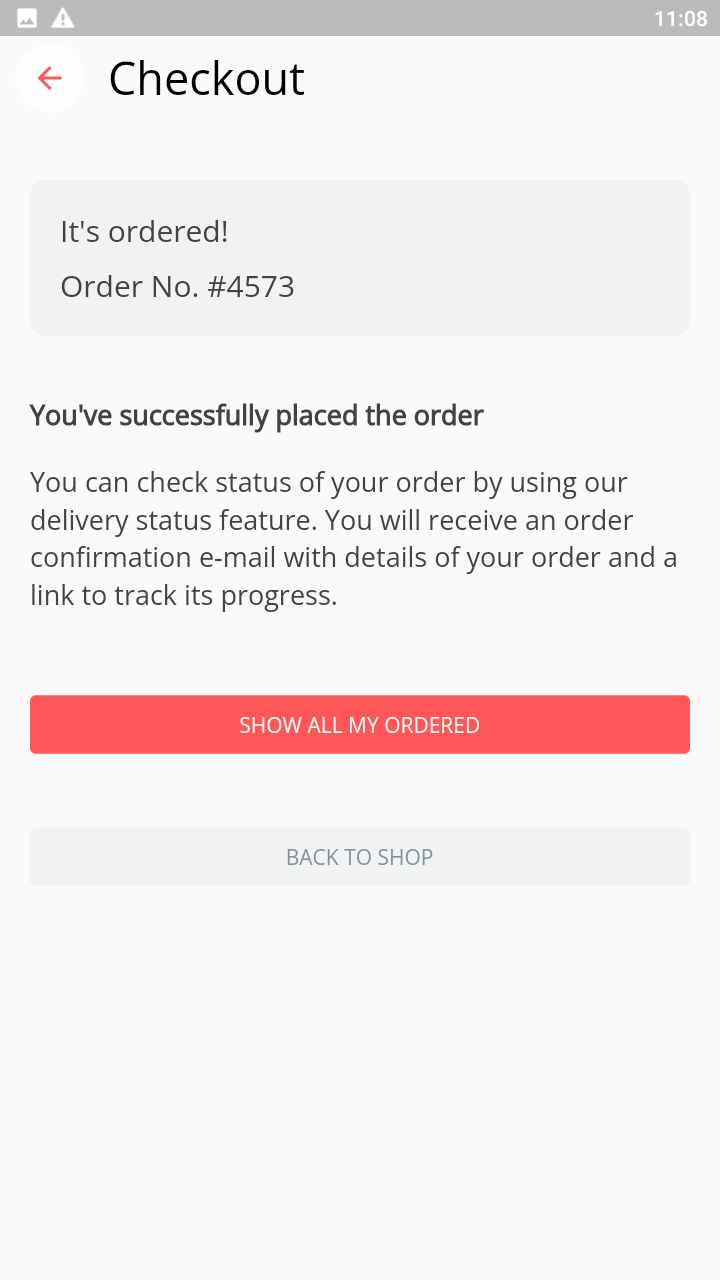 11:08
Checkout
It's ordered!
Order No. #4573
You've successfully placed the order
You can check status of your order by using our
delivery status feature. You will receive an order
confirmation e-mail with details of your order and a
link to track its progress.
SHOW ALL MY ORDERED
BACK TO SHOP